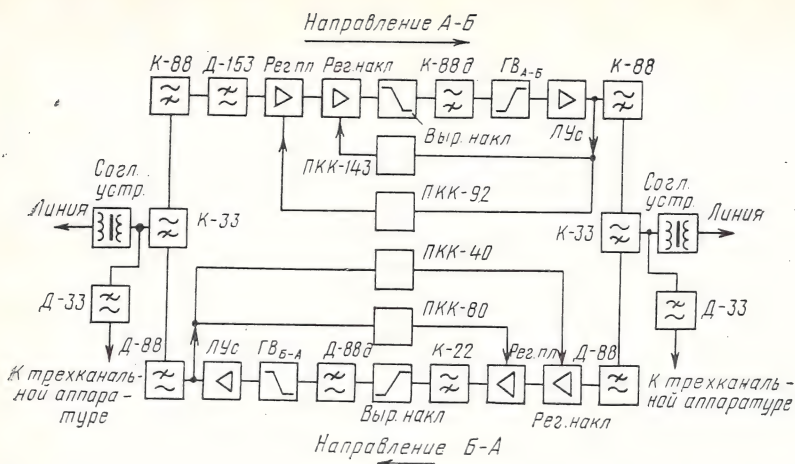 Направление А-Б
К-88 Д-153 Рег.пл Рег.накл К-88д ГВА-Б К-88
Выр. накл
ЛУс
ПКК-143
ПКК-92
Согл. устр.
Линия
К-33
Согл. устр.
Линия
К-33
ПКК-40
ПКК-80
Д-33
Д-33
К трехканаль-
ной аппара-
туре
Д-88 ЛУс ГВБ-А Д-88д К-22 Рег.пл Д-88
Выр. накл
Рег.накл
К трехканаль-
ной аппаратуре
Направление Б-А